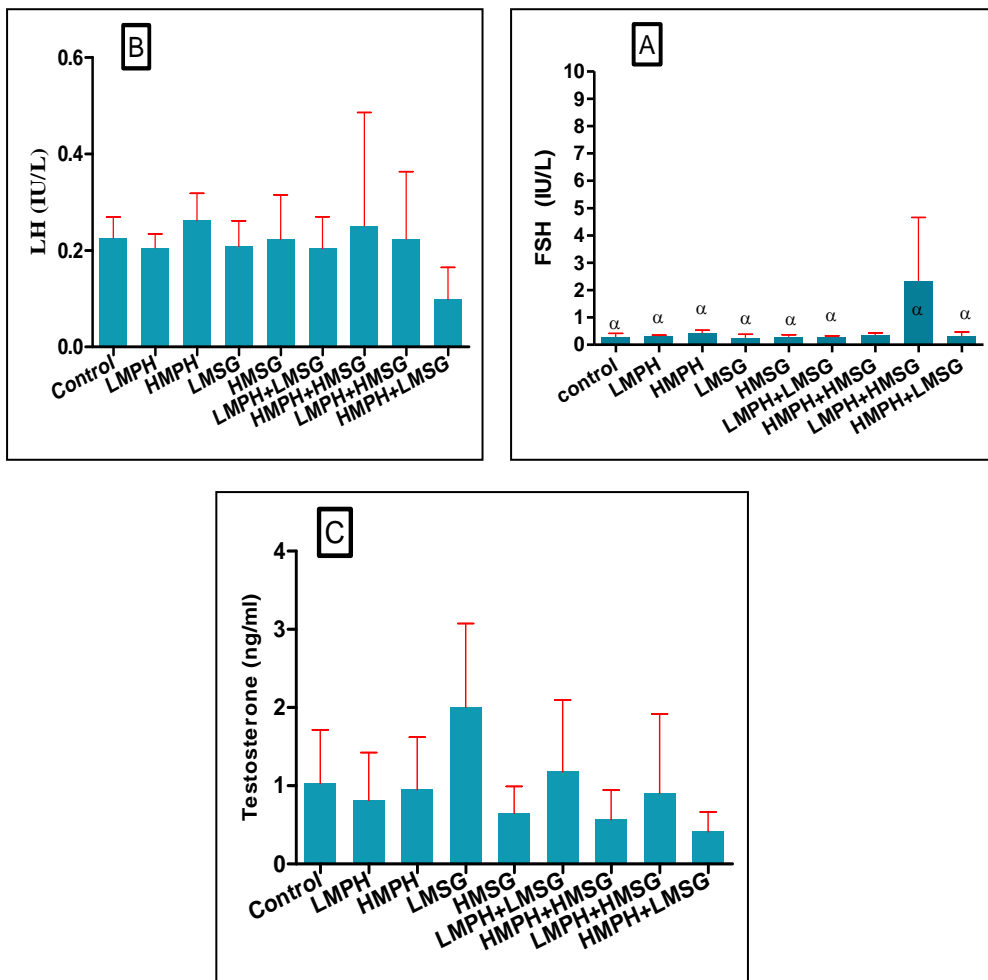 B
LH (IU/L)
0.6
0.4
0.2
0.0
Control
LMPH
HMPH
LMSG
HMSG
LMPH+LMSG
HMPH+HMSG
LMPH+HMSG
HMPH+LMSG
A
FSH (IU/L)
10
9
8
7
6
5
4
3
2
1
0
α
α
α
α
α
α
α
α
control
LMPH
HMPH
LMSG
HMSG
LMPH+LMSG
HMPH+HMSG
LMPH+HMSG
HMPH+LMSG
C
Testosterone (ng/ml)
4
3
2
1
0
Control
LMPH
HMPH
LMSG
HMSG
LMPH+LMSG
HMPH+HMSG
LMPH+HMSG
HMPH+LMSG